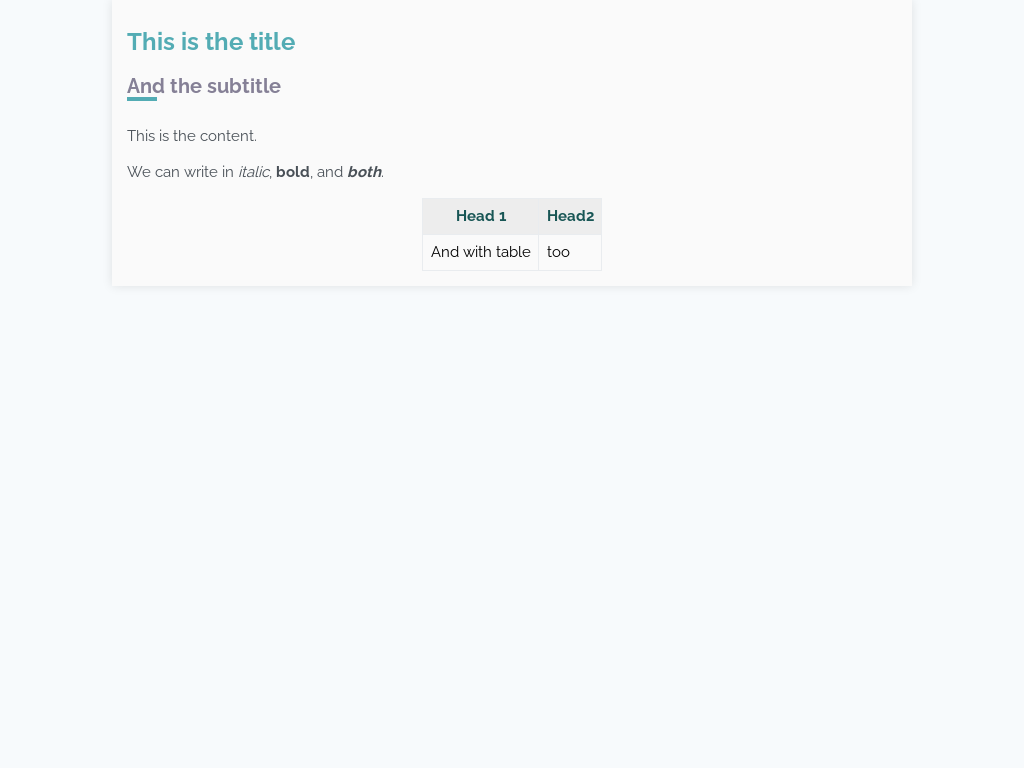 This is the title
And the subtitle
This is the content.
We can write in italic, bold, and both.
Head 1 Head2
And with table too